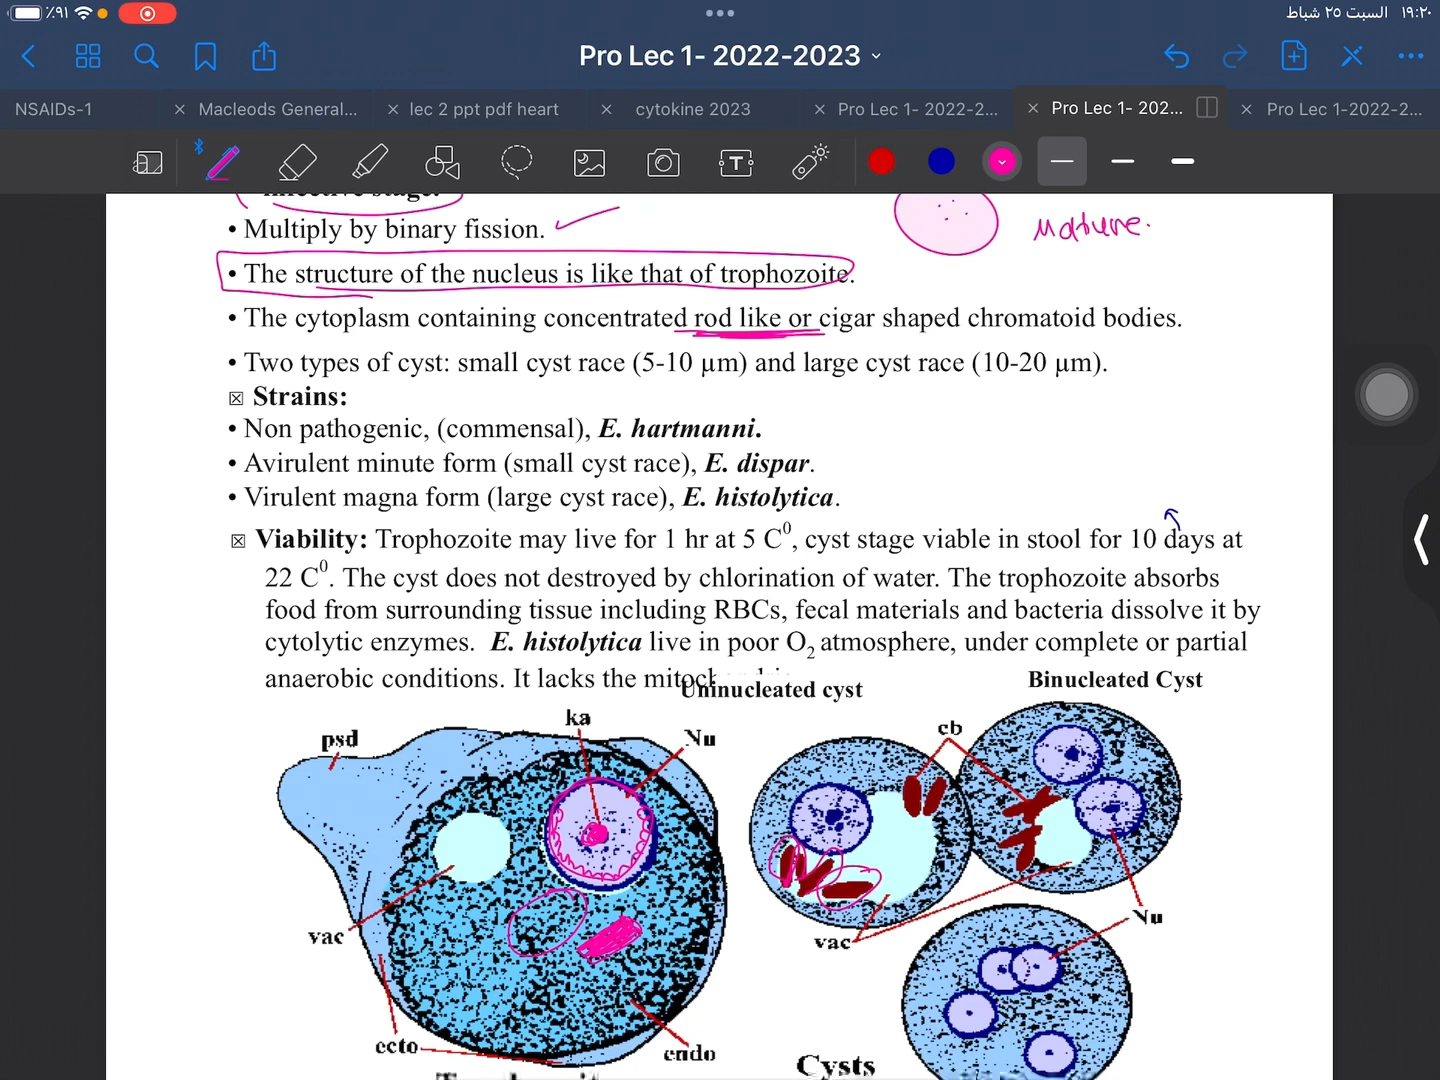 ٪٩١
السبت ٢٥ شباط ١٩:٢٠
Pro Lec 1- 2022-2023
NSAIDs-1
Macleods General...
lec 2 ppt pdf heart
cytokine 2023
Pro Lec 1- 2022-2...
Pro Lec 1- 202...
Pro Lec 1-2022-2...
infective stage.
• Multiply by binary fission.
Mature.
• The structure of the nucleus is like that of trophozoite.
• The cytoplasm containing concentrated rod like or cigar shaped chromatoid bodies.
• Two types of cyst: small cyst race (5-10 µm) and large cyst race (10-20 µm).
☒ Strains:
• Non pathogenic, (commensal), E. hartmanni.
• Avirulent minute form (small cyst race), E. dispar.
• Virulent magna form (large cyst race), E. histolytica.
☒ Viability: Trophozoite may live for 1 hr at 5 C⁰, cyst stage viable in stool for 10 days at
22 C⁰. The cyst does not destroyed by chlorination of water. The trophozoite absorbs
food from surrounding tissue including RBCs, fecal materials and bacteria dissolve it by
cytolytic enzymes. E. histolytica live in poor O₂ atmosphere, under complete or partial
anaerobic conditions. It lacks the
Uninucleated cyst
Binucleated Cyst
psd
ka
Nu
cb
vac
vac
Nu
ecto
endo
Cysts